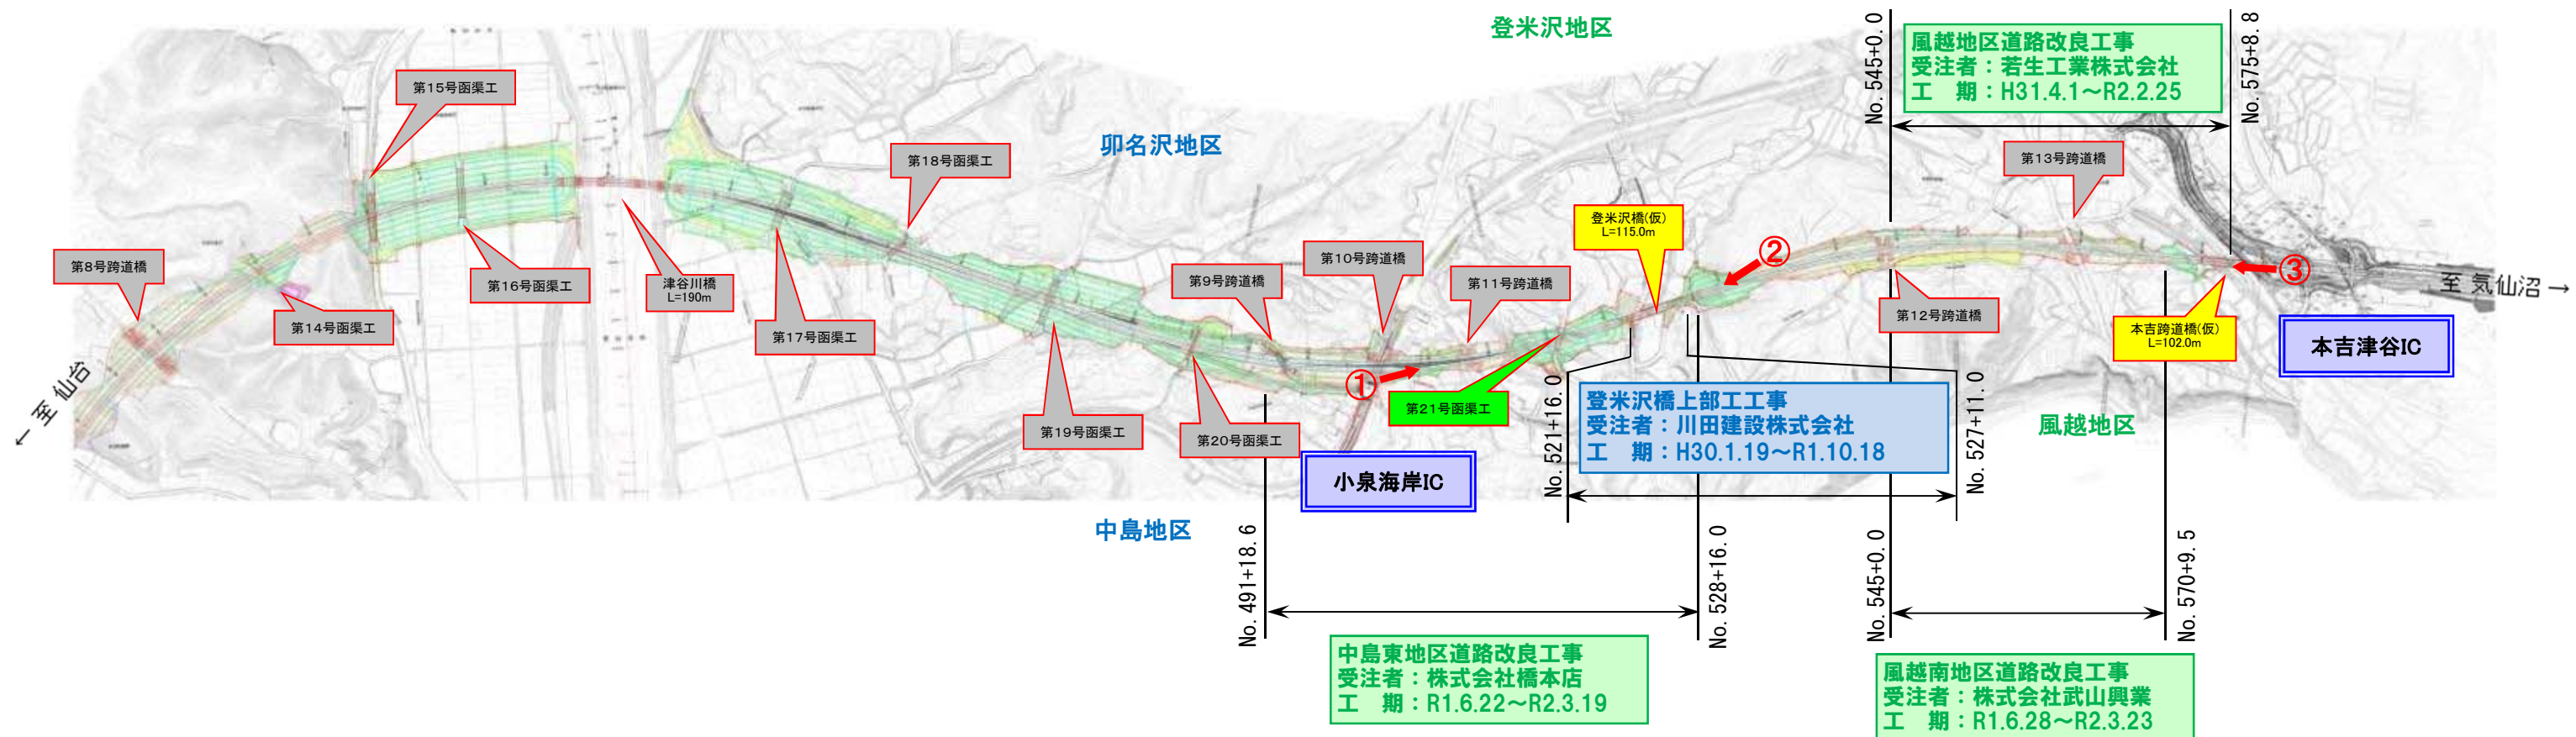 登米沢地区
No. 545+0.0
風越地区道路改良工事
受注者：若生工業株式会社
工　期：H31.4.1～R2.2.25
No. 575+8.8
第15号函渠工
卯名沢地区
第18号函渠工
第13号跨道橋
第8号跨道橋
第14号函渠工
第16号函渠工
津谷川橋
L=190m
第17号函渠工
第9号跨道橋
第10号跨道橋
第11号跨道橋
登米沢橋(仮)
L=115.0m
②
③
第12号跨道橋
本吉跨道橋(仮)
L=102.0m
至 気仙沼 →
本吉津谷IC
← 至 仙台
第19号函渠工
第20号函渠工
①
第21号函渠工
小泉海岸IC
No. 521+16.0
登米沢橋上部工工事
受注者：川田建設株式会社
工　期：H30.1.19～R1.10.18
No. 527+11.0
風越地区
中島地区
No. 491+18.6
No. 528+16.0
No. 545+0.0
No. 570+9.5
中島東地区道路改良工事
受注者：株式会社橋本店
工　期：R1.6.22～R2.3.19
風越南地区道路改良工事
受注者：株式会社武山興業
工　期：R1.6.28～R2.3.23